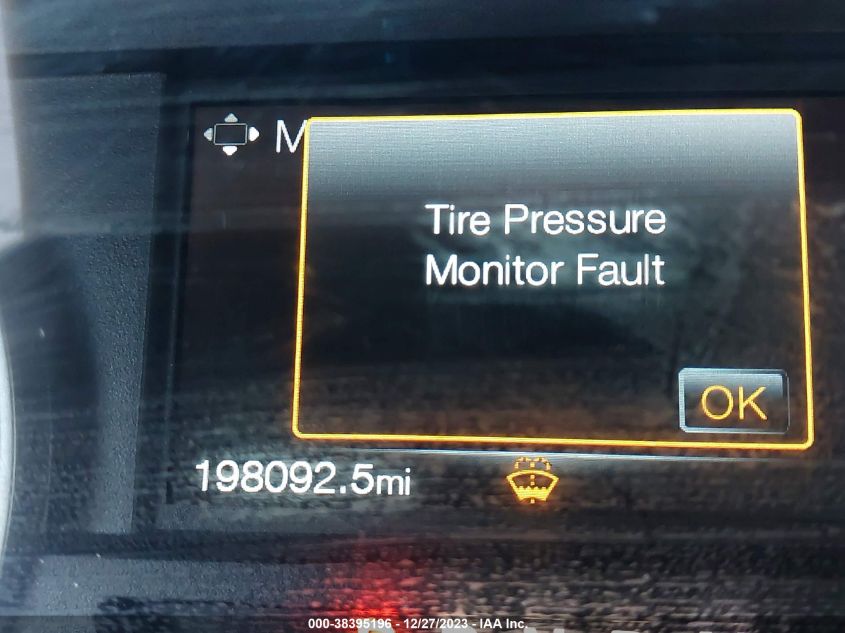 M
Tire Pressure
Monitor Fault
OK
198092.5mi
000-38395196 - 12/27/2023 - IAA Inc.